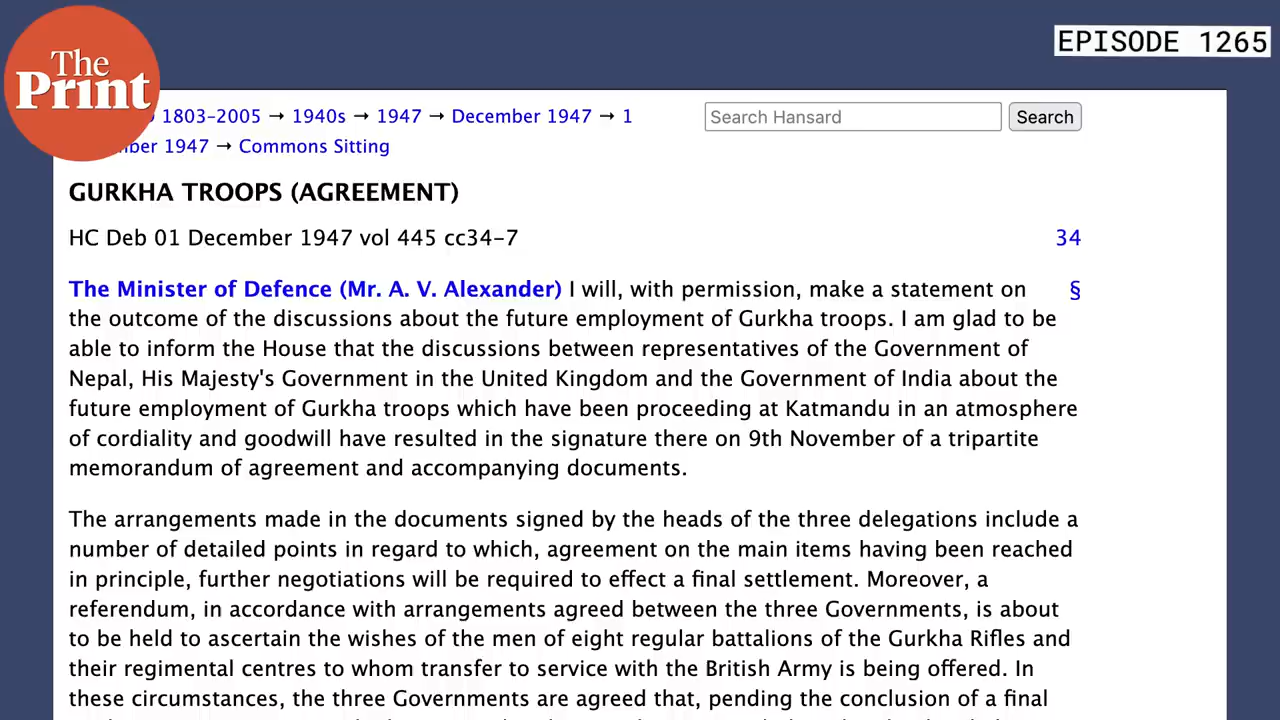 The
Print
EPISODE 1265
1803-2005 → 1940s → 1947 → December 1947 → 1
1947 → Commons Sitting
Search Hansard
Search
GURKHA TROOPS (AGREEMENT)
HC Deb 01 December 1947 vol 445 cc34-7
34
The Minister of Defence (Mr. A. V. Alexander) I will, with permission, make a statement on
§
the outcome of the discussions about the future employment of Gurkha troops. I am glad to be
able to inform the House that the discussions between representatives of the Government of
Nepal, His Majesty's Government in the United Kingdom and the Government of India about the
future employment of Gurkha troops which have been proceeding at Katmandu in an atmosphere
of cordiality and goodwill have resulted in the signature there on 9th November of a tripartite
memorandum of agreement and accompanying documents.
The arrangements made in the documents signed by the heads of the three delegations include a
number of detailed points in regard to which, agreement on the main items having been reached
in principle, further negotiations will be required to effect a final settlement. Moreover, a
referendum, in accordance with arrangements agreed between the three Governments, is about
to be held to ascertain the wishes of the men of eight regular battalions of the Gurkha Rifles and
their regimental centres to whom transfer to service with the British Army is being offered. In
these circumstances, the three Governments are agreed that, pending the conclusion of a final